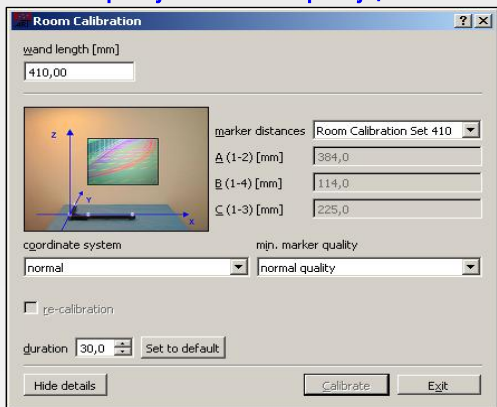 Room Calibration
wand length [mm]
410,00
Z
Y
X
marker distances Room Calibration Set 410
A (1-2) [mm] 384,0
B (1-4) [mm] 114,0
C (1-3) [mm] 225,0
coordinate system min. marker quality
normal normal quality
re-calibration
duration 30,0 Set to default
Hide details Calibrate Exit